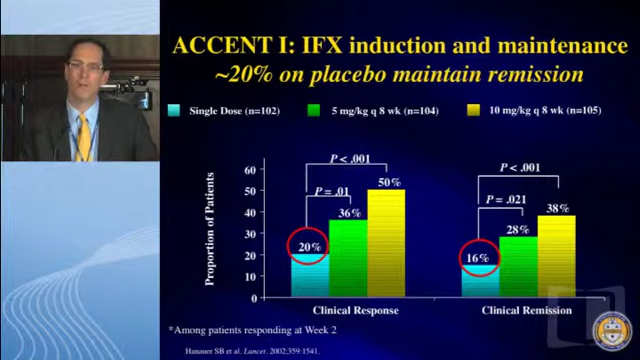 ACCENT I: IFX induction and maintenance
~20% on placebo maintain remission
Single Dose (n=102)
5 mg/kg q 8 wk (n=104)
10 mg/kg q 8 wk (n=105)
Proportion of Patients
60
50
40
30
20
10
0
P < .001
P = .01
20%
36%
50%
P < .001
P = .021
16%
28%
38%
Clinical Response
Clinical Remission
*Among patients responding at Week 2
Hanauer SB et al. Lancet. 2002;359:1541.